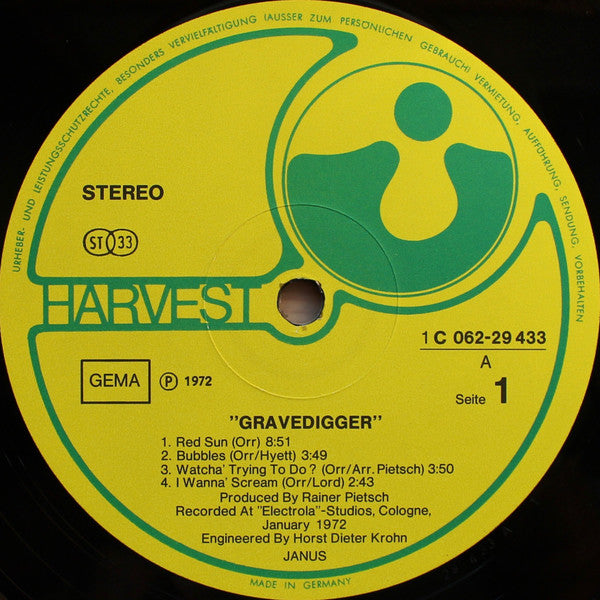 URHEBER- UND LEISTUNGSSCHUTZRECHTE, BESONDERS VERVIELFÄLTIGUNG (AUSSER ZUM PERSÖNLICHEN GEBRAUCH) VERMIETUNG, AUFFÜHRUNG, SENDUNG, VORBEHALTEN
STEREO
ST 33
HARVEST
1 C 062-29 433
A
Seite 1
GEMA
Ⓟ 1972
"GRAVEDIGGER"
1. Red Sun (Orr) 8:51
2. Bubbles (Orr/Hyett) 3:49
3. Watcha' Trying To Do? (Orr/Arr. Pietsch) 3:50
4. I Wanna' Scream (Orr/Lord) 2:43
Produced By Rainer Pietsch
Recorded At "Electrola"-Studios, Cologne,
January 1972
Engineered By Horst Dieter Krohn
JANUS
MADE IN GERMANY